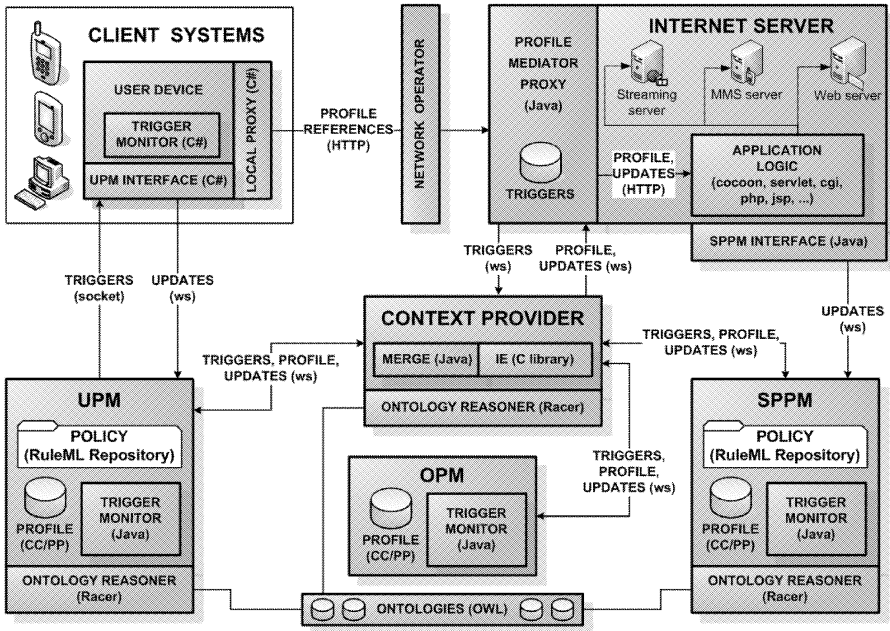 CLIENT SYSTEMS
USER DEVICE
TRIGGER
MONITOR (C#)
UPM INTERFACE (C#)
LOCAL PROXY (C#)
PROFILE
REFERENCES
(HTTP)
NETWORK OPERATOR
PROFILE
MEDIATOR
PROXY
(Java)
TRIGGERS
INTERNET SERVER
Streaming
server
MMS server
Web server
PROFILE,
UPDATES
(HTTP)
APPLICATION
LOGIC
(cocoon, servlet, cgi,
php, jsp, ...)
SPPM INTERFACE (Java)
TRIGGERS
(socket)
UPDATES
(ws)
TRIGGERS
(ws)
PROFILE,
UPDATES (ws)
UPDATES
(ws)
CONTEXT PROVIDER
MERGE (Java)
IE (C library)
ONTOLOGY REASONER (Racer)
TRIGGERS, PROFILE,
UPDATES (ws)
TRIGGERS, PROFILE,
UPDATES (ws)
UPM
POLICY
(RuleML Repository)
PROFILE
(CC/PP)
TRIGGER
MONITOR
(Java)
ONTOLOGY REASONER
(Racer)
OPM
PROFILE
(CC/PP)
TRIGGER
MONITOR
(Java)
TRIGGERS,
PROFILE,
UPDATES (ws)
SPPM
POLICY
(RuleML Repository)
PROFILE
(CC/PP)
TRIGGER
MONITOR
(Java)
ONTOLOGY REASONER
(Racer)
ONTOLOGIES (OWL)